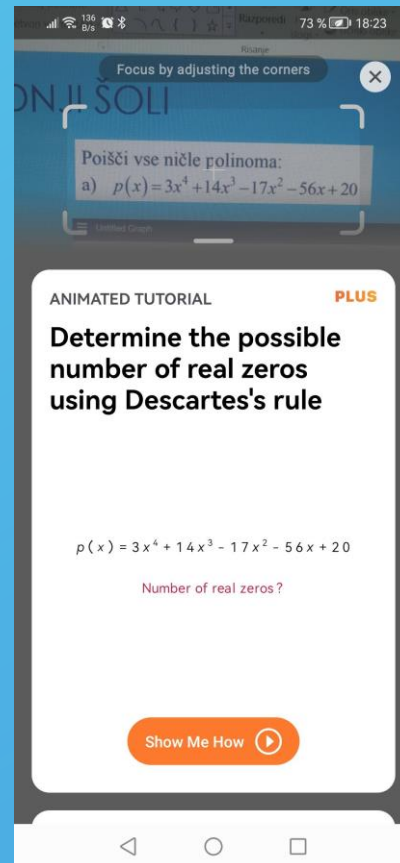 136
B/s
73 %
18:23
Razporedi
Risanje
Focus by adjusting the corners
ONJI ŠOLI
Poišči vse ničle polinoma:
a) p(x)=3x⁴+14x³−17x²−56x+20
Untitled Graph
ANIMATED TUTORIAL
PLUS
Determine the possible
number of real zeros
using Descartes's rule
p(x) = 3x⁴ + 14x³ - 17x² - 56x + 20
Number of real zeros?
Show Me How